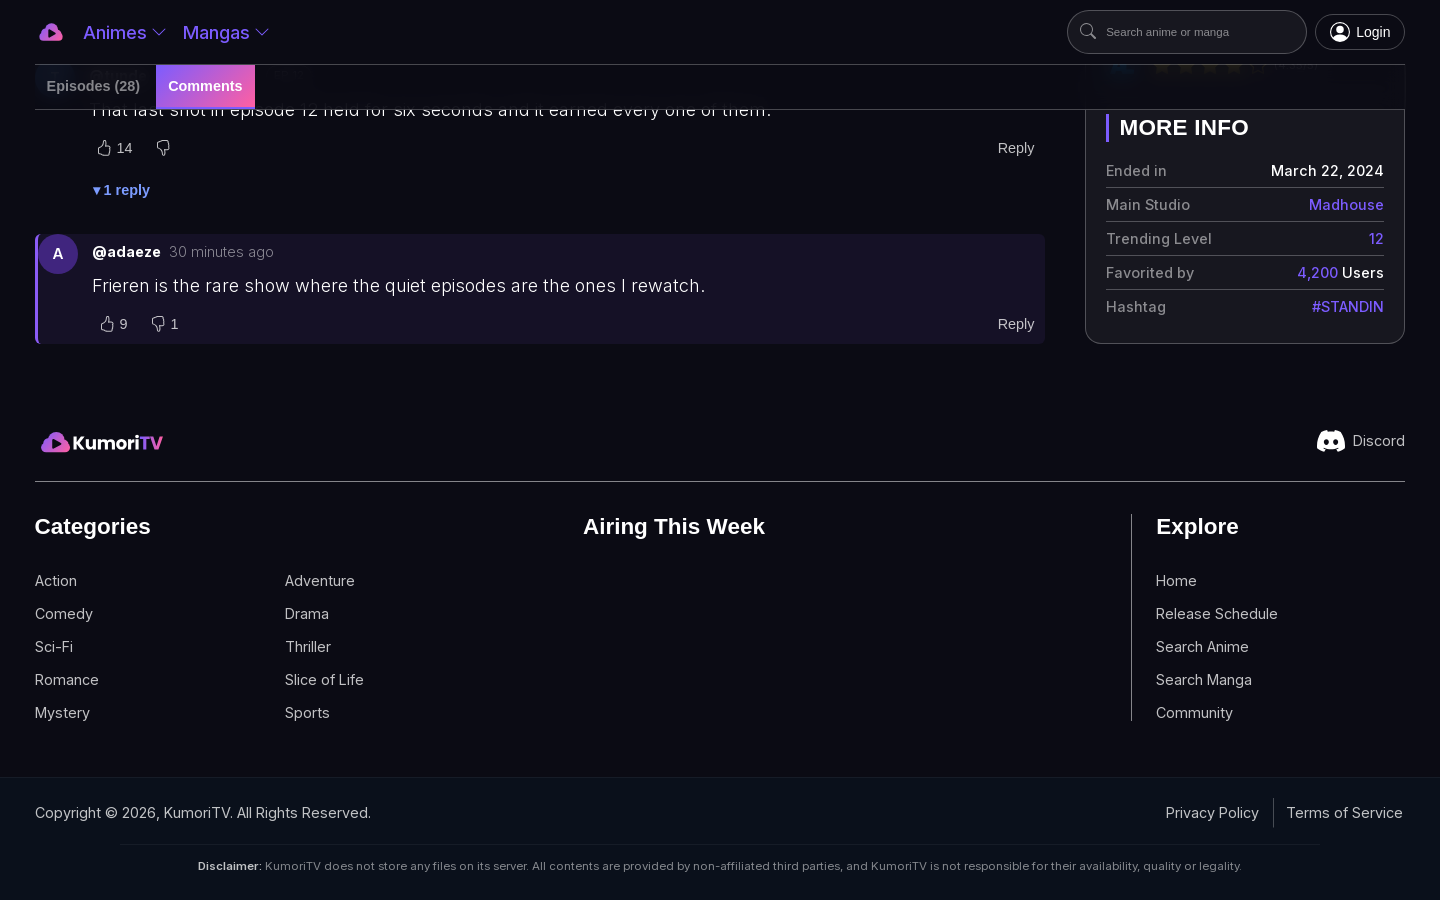 Animes Mangas
Search anime or manga
Login
Episodes (28) Comments
That last shot in episode 12 held for six seconds and it earned every one of them.
14 Reply
▾ 1 reply
A
@adaeze 30 minutes ago
Frieren is the rare show where the quiet episodes are the ones I rewatch.
9 1 Reply
MORE INFO
Ended in March 22, 2024
Main Studio Madhouse
Trending Level 12
Favorited by 4,200 Users
Hashtag #STANDIN
KumoriTV
Discord
Categories
Action Adventure
Comedy Drama
Sci-Fi Thriller
Romance Slice of Life
Mystery Sports
Airing This Week
Explore
Home
Release Schedule
Search Anime
Search Manga
Community
Copyright © 2026, KumoriTV. All Rights Reserved.
Privacy Policy Terms of Service
Disclaimer: KumoriTV does not store any files on its server. All contents are provided by non-affiliated third parties, and KumoriTV is not responsible for their availability, quality or legality.